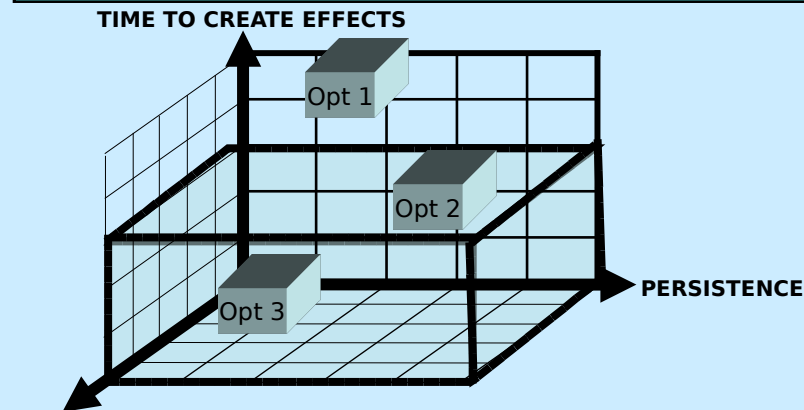 TIME TO CREATE EFFECTS
Opt 1
Opt 2
PERSISTENCE
Opt 3